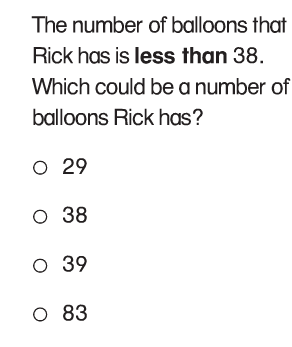 The number of balloons that
Rick has is less than 38.
Which could be a number of
balloons Rick has?
29
38
39
83